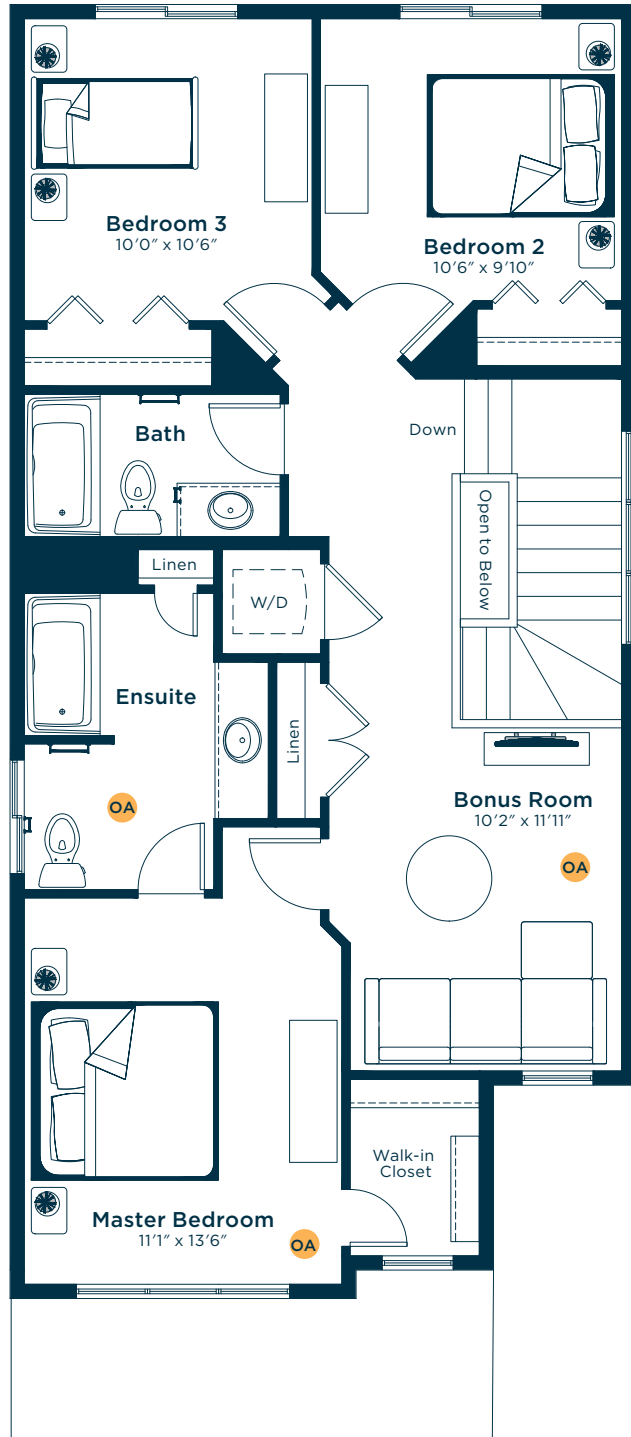 Bedroom 3
10′0″ x 10′6″
Bedroom 2
10′6″ x 9′10″
Bath
Down
Open to Below
Linen
W/D
Ensuite
Linen
OA
Bonus Room
10′2″ x 11′11″
OA
Walk-in
Closet
Master Bedroom
11′1″ x 13′6″
OA